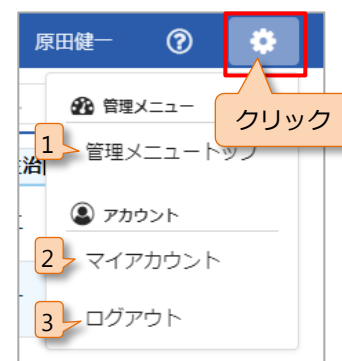 原田健一
クリック
管理メニュー
1 管理メニュートップ
治
アカウント
2 マイアカウント
3 ログアウト